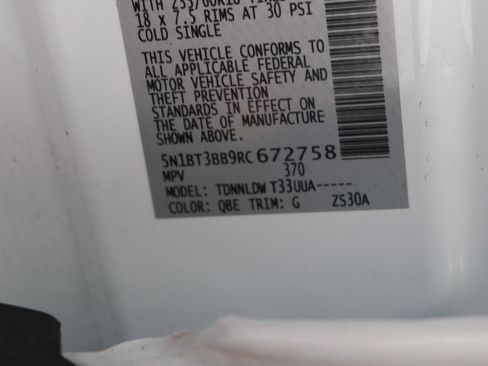 18 x 7.5 RIMS AT 30 PSI
COLD SINGLE
THIS VEHICLE CONFORMS TO
ALL APPLICABLE FEDERAL
MOTOR VEHICLE SAFETY AND
THEFT PREVENTION
STANDARDS IN EFFECT ON
THE DATE OF MANUFACTURE
SHOWN ABOVE.
5N1BT3BB9RC672758
MPV 370
MODEL: TDNNLDW T33UUA-----
COLOR: QBE TRIM: G ZS30A